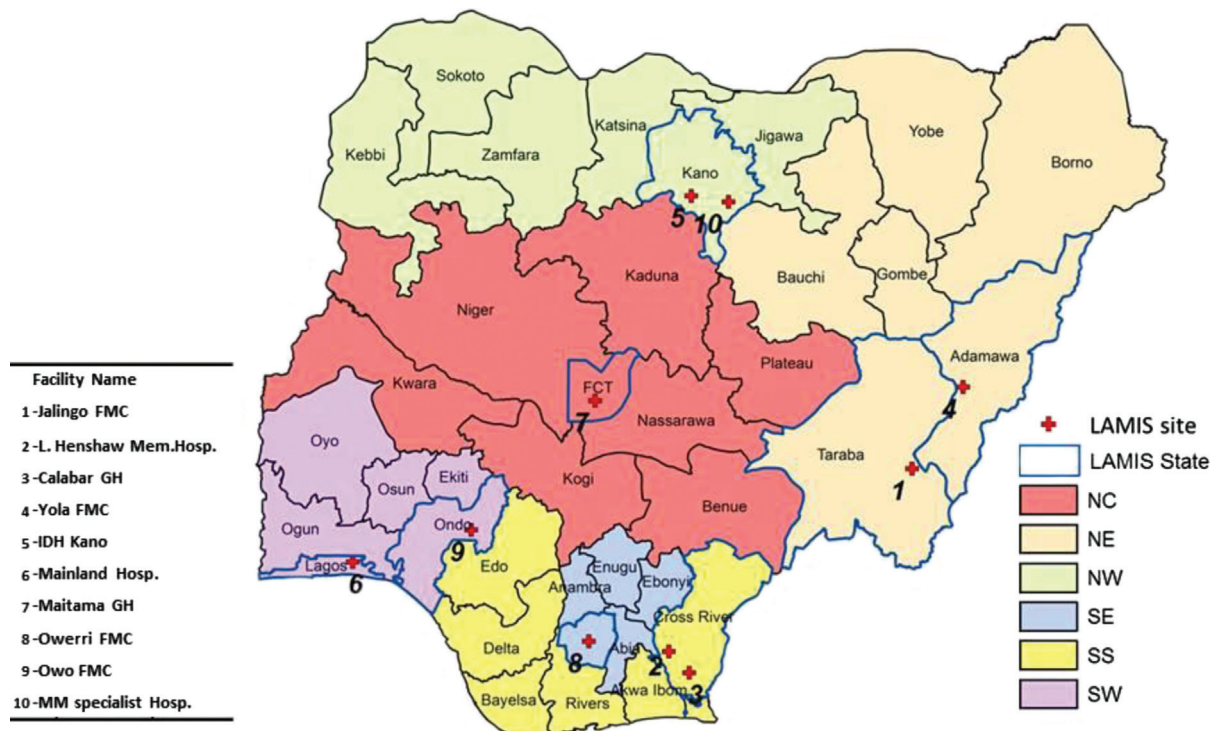 Sokoto
Katsina
Yobe
Jigawa
Kebbi
Zamfara
Borno
Kano
5
10
Kaduna
Bauchi
Gombe
Niger
Plateau
Adamawa
FCT
7
Kwara
Nassarawa
4
Oyo
Taraba
Ekiti
Osun
Kogi
1
Benue
Ogun
Ondo
9
Lagos
6
Edo
Enugu
Ebonyi
Anambra
Cross River
Delta
8
Abia
2
3
Akwa Ibom
Bayelsa
Rivers
Facility Name
1-Jalingo FMC
2-L. Henshaw Mem.Hosp.
3-Calabar GH
4-Yola FMC
5-IDH Kano
6-Mainland Hosp.
7-Maitama GH
8-Owerri FMC
9-Owo FMC
10-MM specialist Hosp.
LAMIS site
LAMIS State
NC
NE
NW
SE
SS
SW